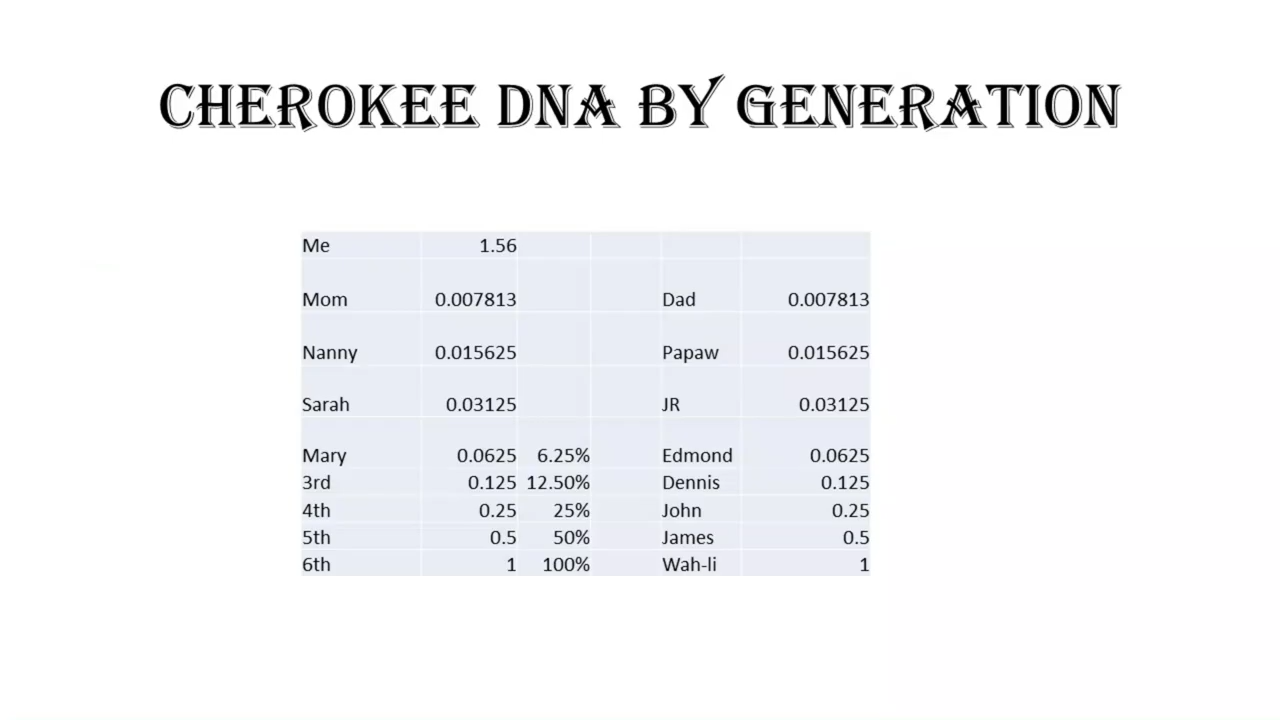 CHEROKEE DNA BY GENERATION
Me 1.56
Mom 0.007813 Dad 0.007813
Nanny 0.015625 Papaw 0.015625
Sarah 0.03125 JR 0.03125
Mary 0.0625 6.25% Edmond 0.0625
3rd 0.125 12.50% Dennis 0.125
4th 0.25 25% John 0.25
5th 0.5 50% James 0.5
6th 1 100% Wah-li 1